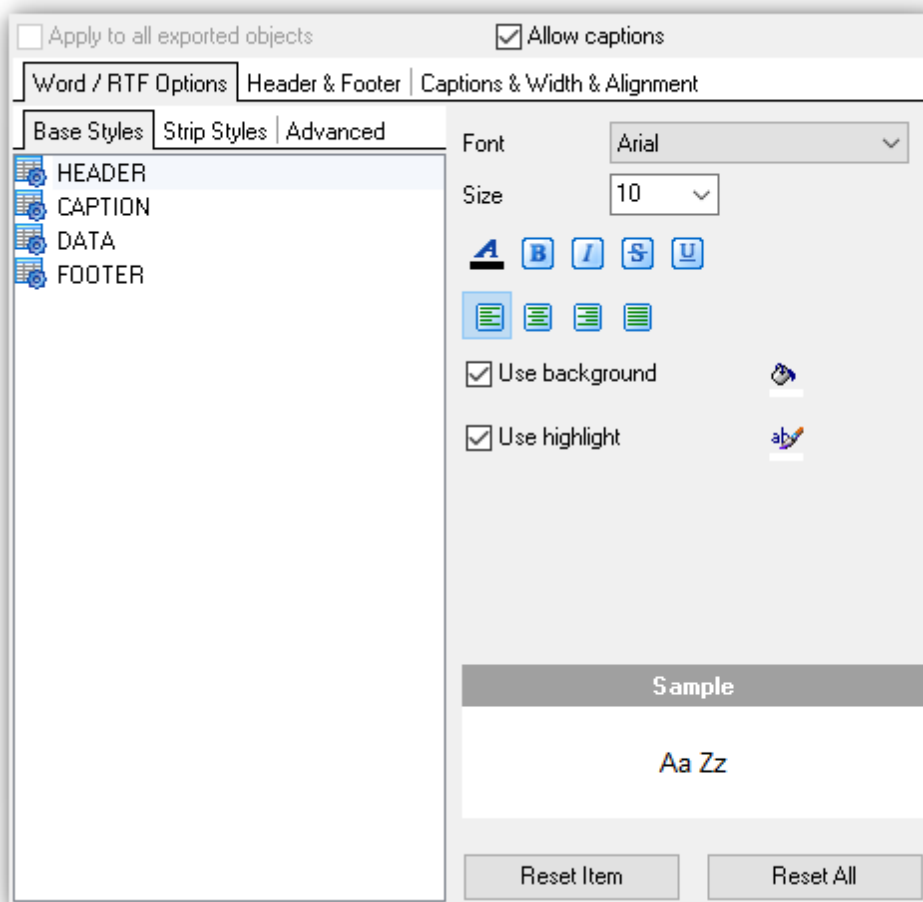 Apply to all exported objects Allow captions
Word / RTF Options Header & Footer Captions & Width & Alignment
Base Styles Strip Styles Advanced
HEADER
CAPTION
DATA
FOOTER
Font Arial
Size 10
A B I S U
Use background
Use highlight ab
Sample
Aa Zz
Reset Item Reset All